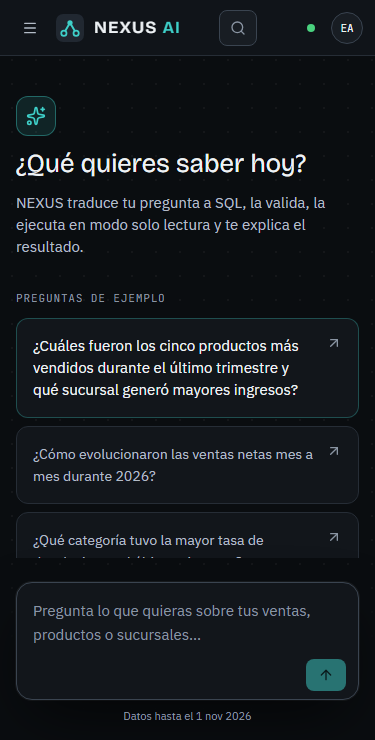 NEXUS AI
EA
¿Qué quieres saber hoy?
NEXUS traduce tu pregunta a SQL, la valida, la
ejecuta en modo solo lectura y te explica el
resultado.
PREGUNTAS DE EJEMPLO
¿Cuáles fueron los cinco productos más
vendidos durante el último trimestre y
qué sucursal generó mayores ingresos?
¿Cómo evolucionaron las ventas netas mes a
mes durante 2026?
¿Qué categoría tuvo la mayor tasa de
Pregunta lo que quieras sobre tus ventas,
productos o sucursales...
Datos hasta el 1 nov 2026